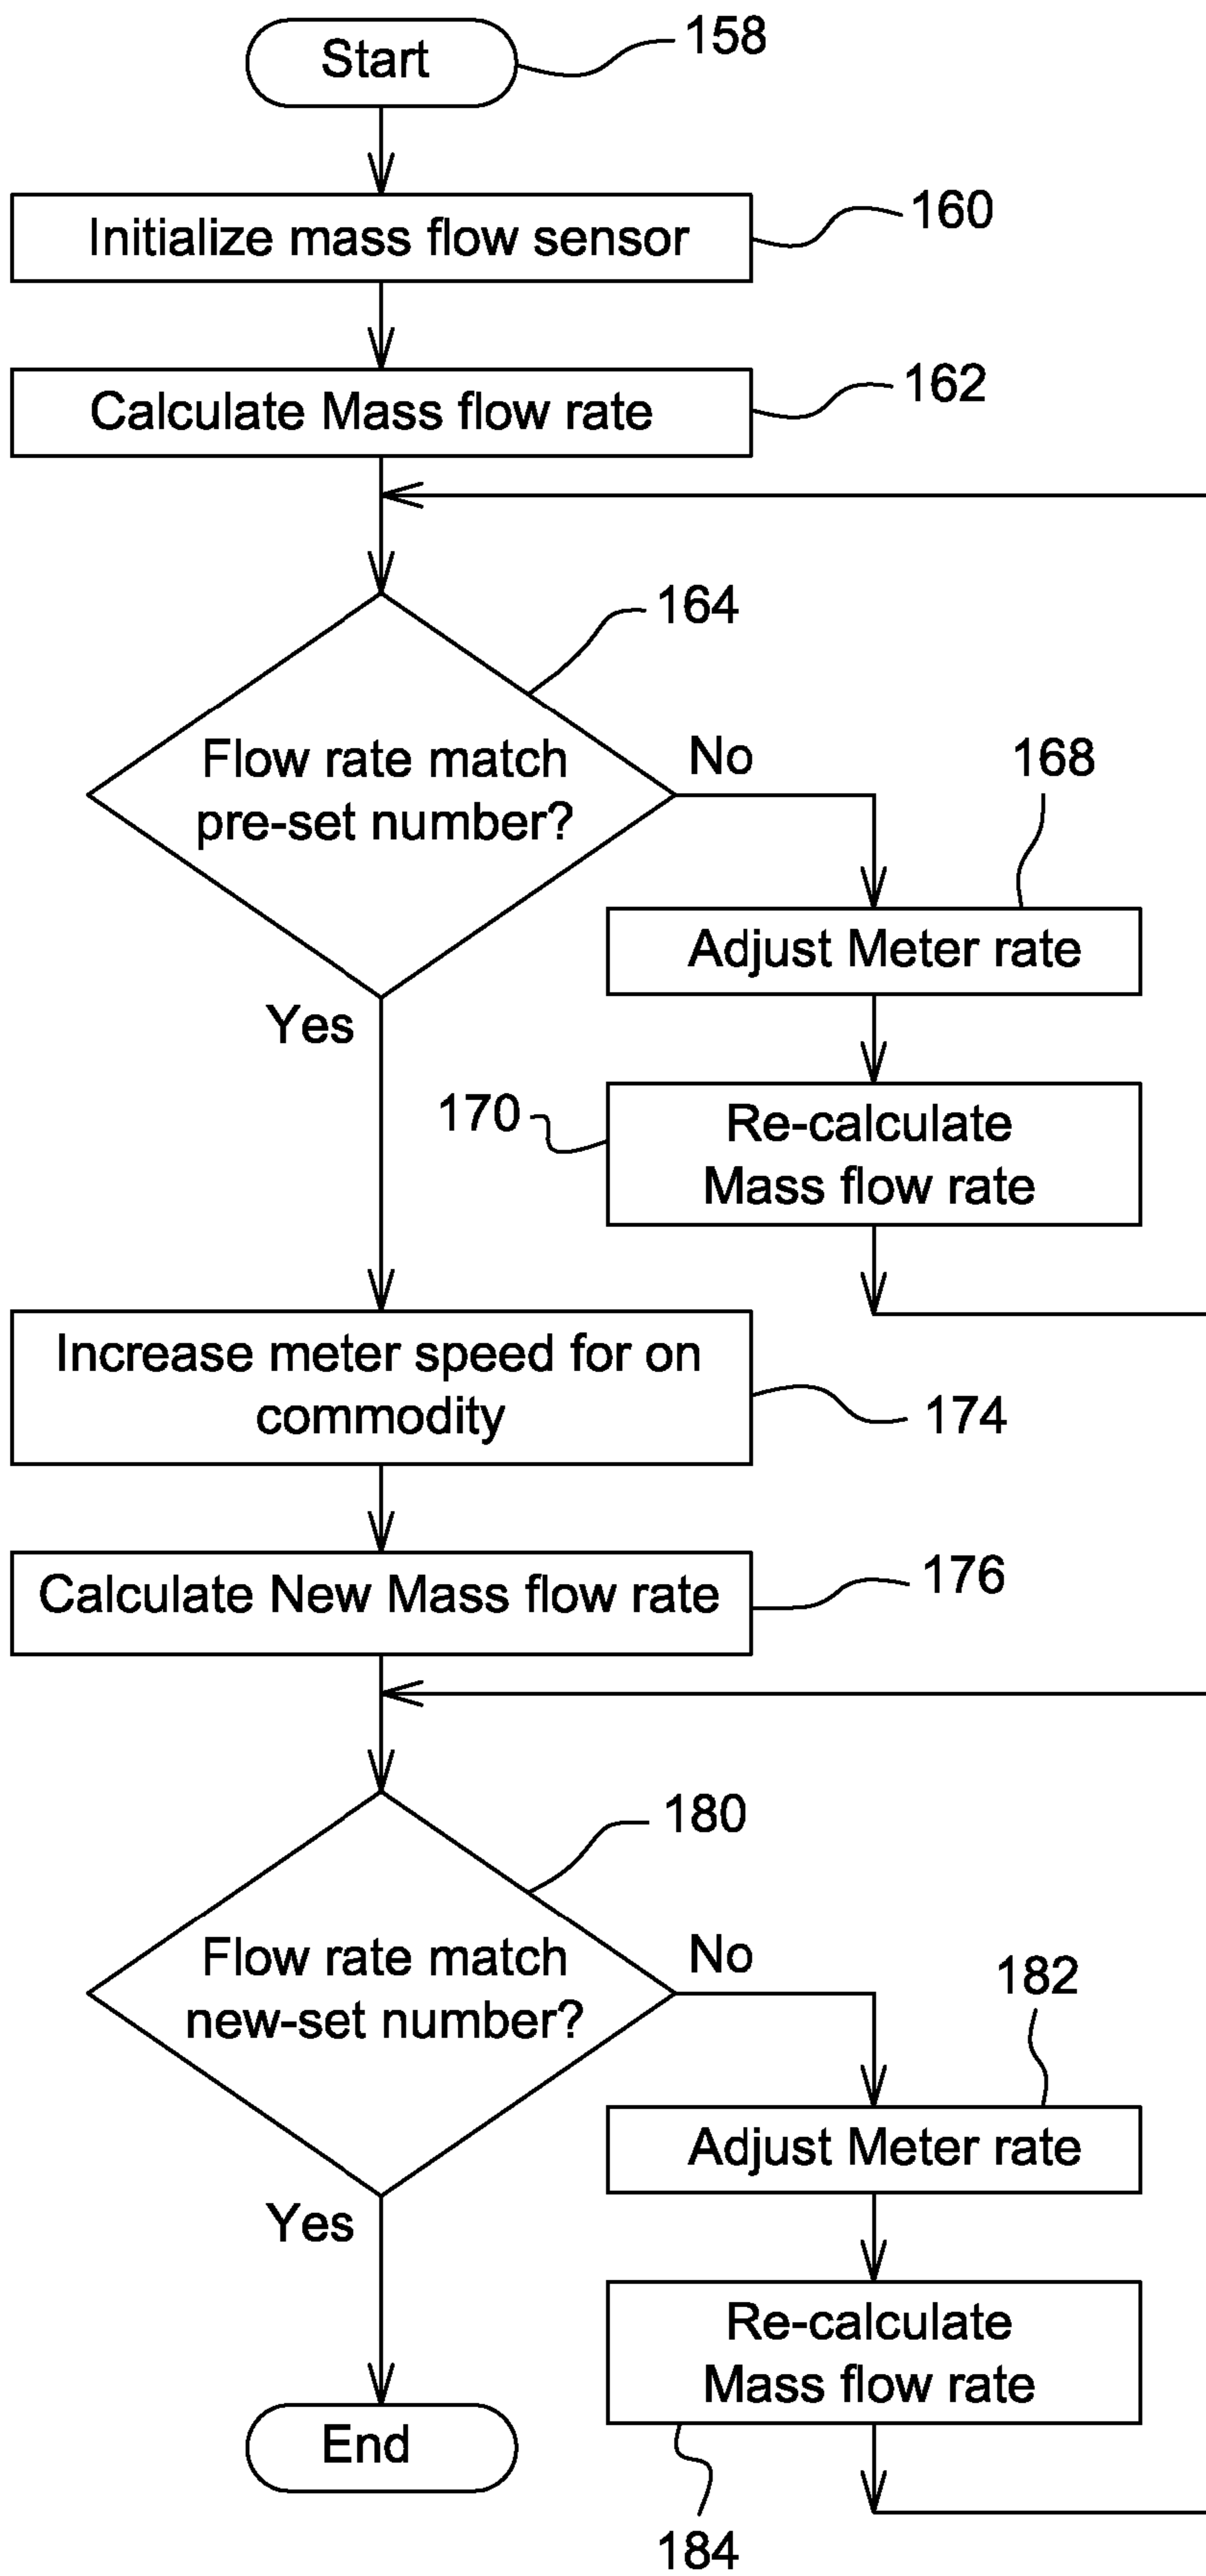 Start
158
Initialize mass flow sensor
160
Calculate Mass flow rate
162
164
Flow rate match
pre-set number?
No
168
Adjust Meter rate
Yes
170
Re-calculate
Mass flow rate
Increase meter speed for on
commodity
174
Calculate New Mass flow rate
176
180
Flow rate match
new-set number?
No
182
Adjust Meter rate
Yes
Re-calculate
Mass flow rate
End
184